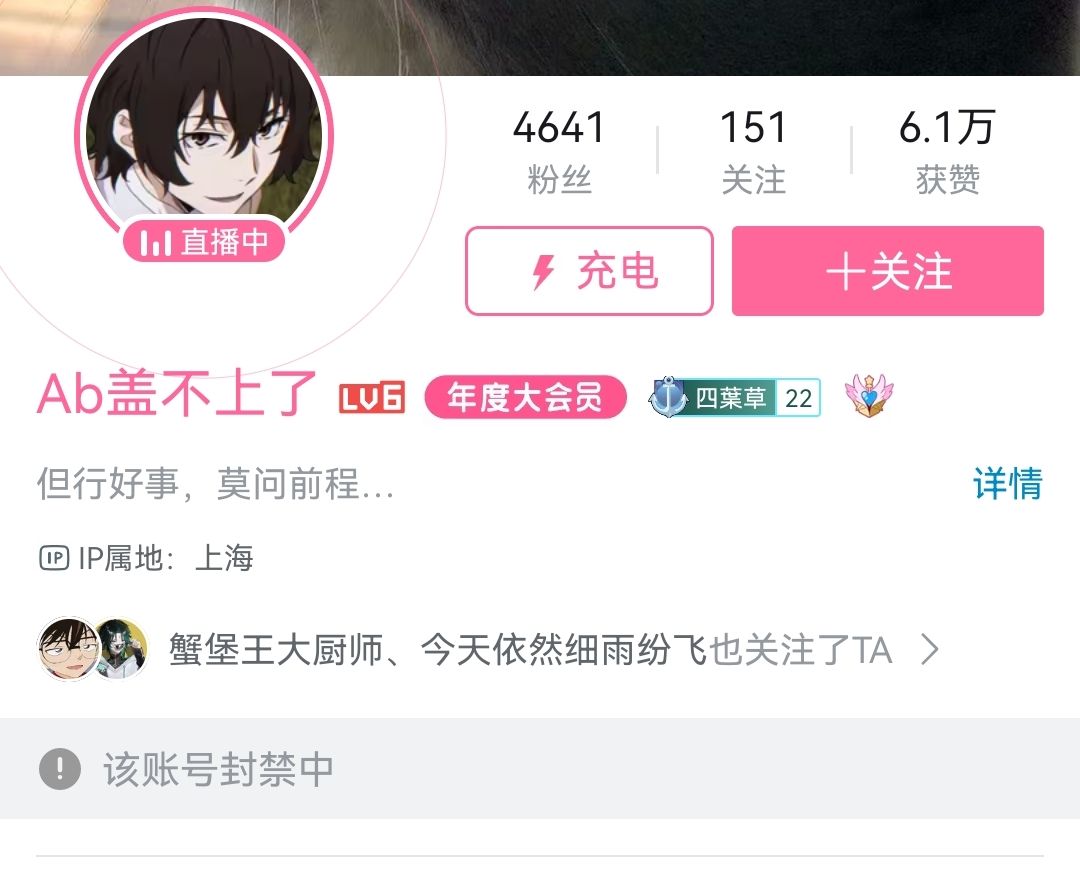 4641 151 6.1万
粉丝 关注 获赞
直播中
充电 十关注
Ab盖不上了 LV6 年度大会员 四葉草 22
但行好事，莫问前程... 详情
IP IP属地：上海
蟹堡王大厨师、今天依然细雨纷飞也关注了TA
该账号封禁中